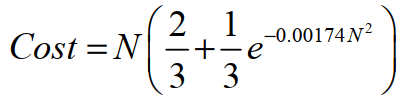 Cost = N(2/3 + 1/3 e^{-0.00174N^2})